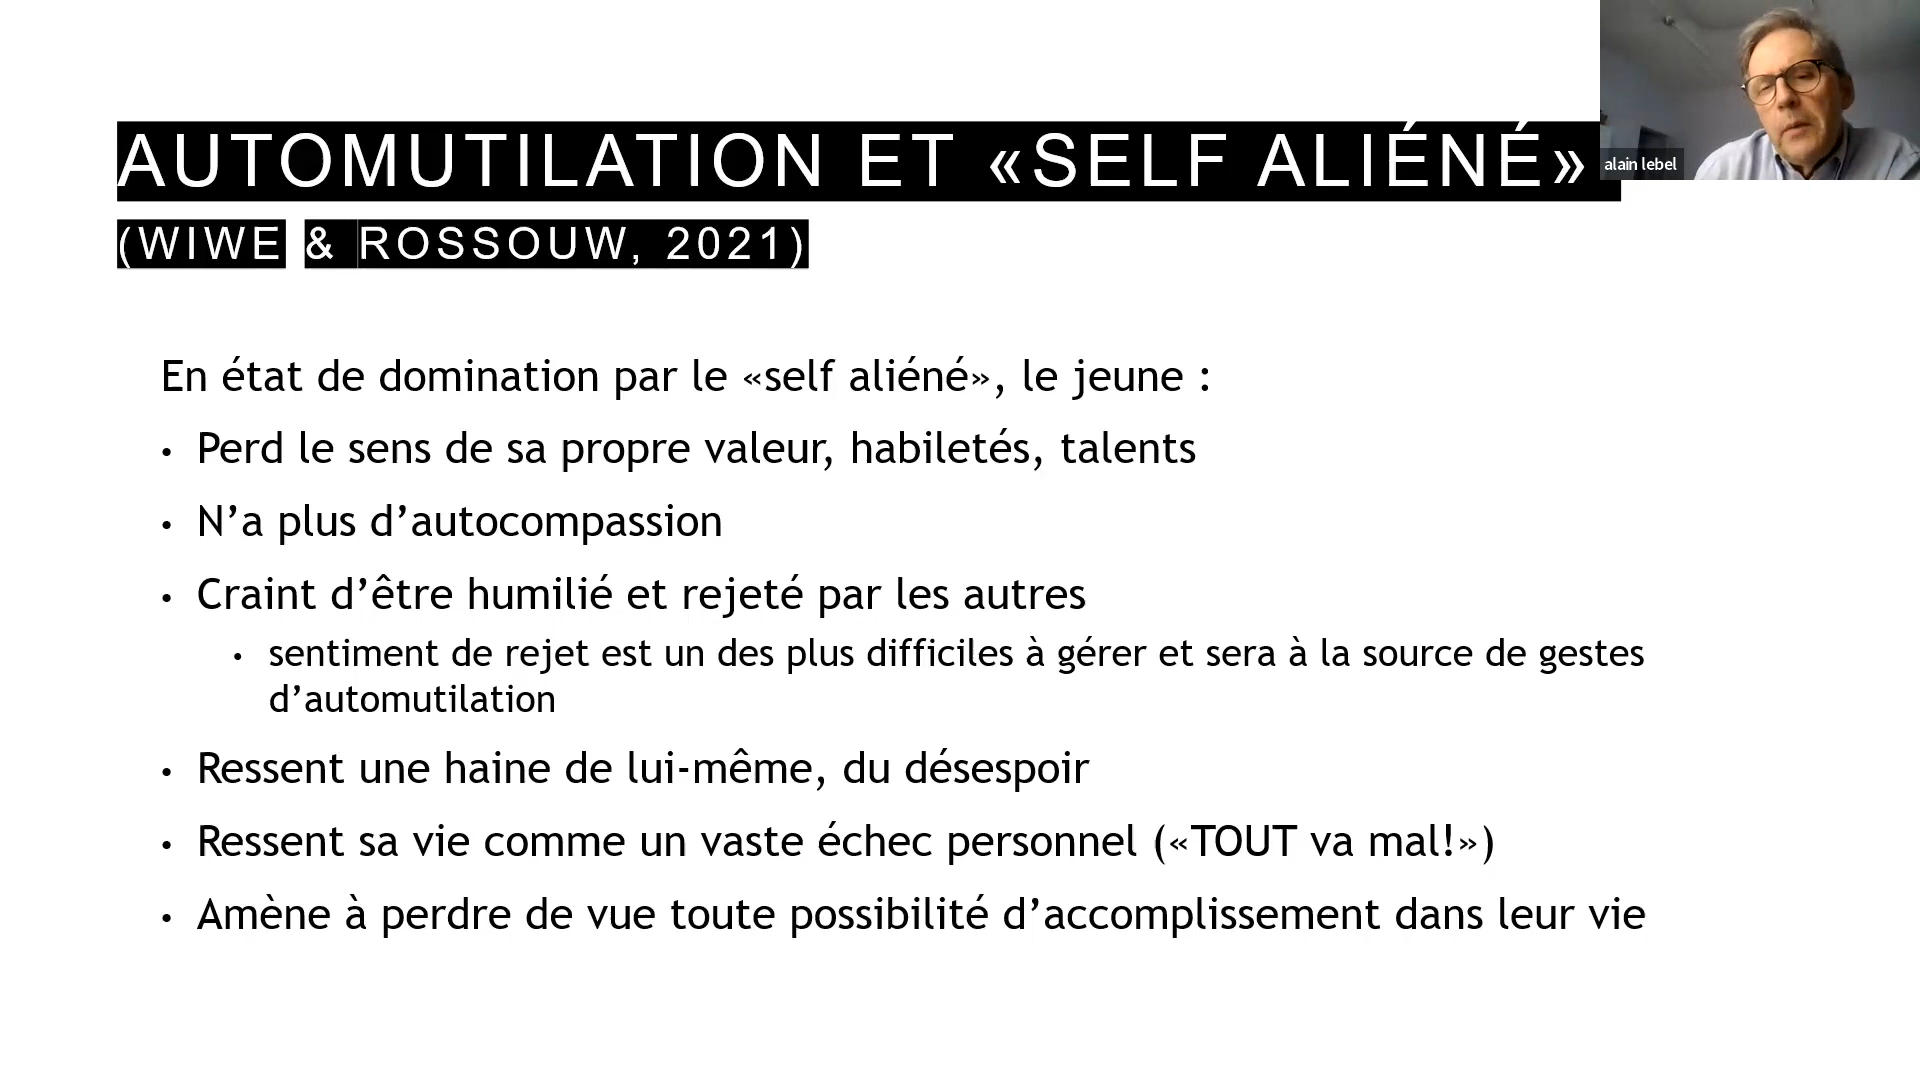 AUTOMUTILATION ET «SELF ALIÉNÉ»
(WIWE & ROSSOUW, 2021)
alain lebel
En état de domination par le «self aliéné», le jeune :
• Perd le sens de sa propre valeur, habiletés, talents
• N’a plus d’autocompassion
• Craint d’être humilié et rejeté par les autres
• sentiment de rejet est un des plus difficiles à gérer et sera à la source de gestes
d’automutilation
• Ressent une haine de lui-même, du désespoir
• Ressent sa vie comme un vaste échec personnel («TOUT va mal!»)
• Amène à perdre de vue toute possibilité d’accomplissement dans leur vie